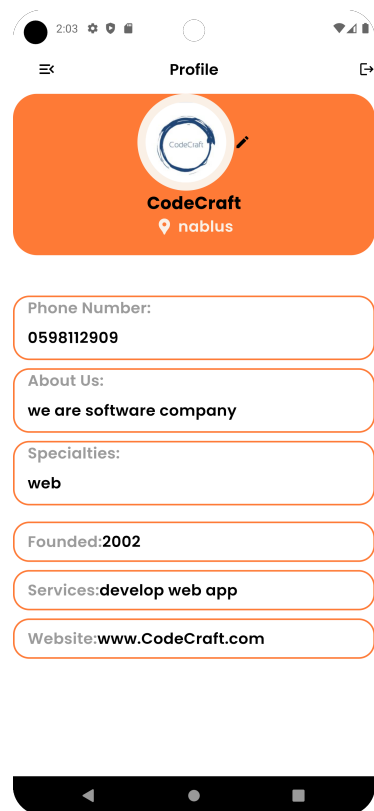 2:03
Profile
CodeCraft
CodeCraft
nablus
Phone Number:
0598112909
About Us:
we are software company
Specialties:
web
Founded:2002
Services:develop web app
Website:www.CodeCraft.com